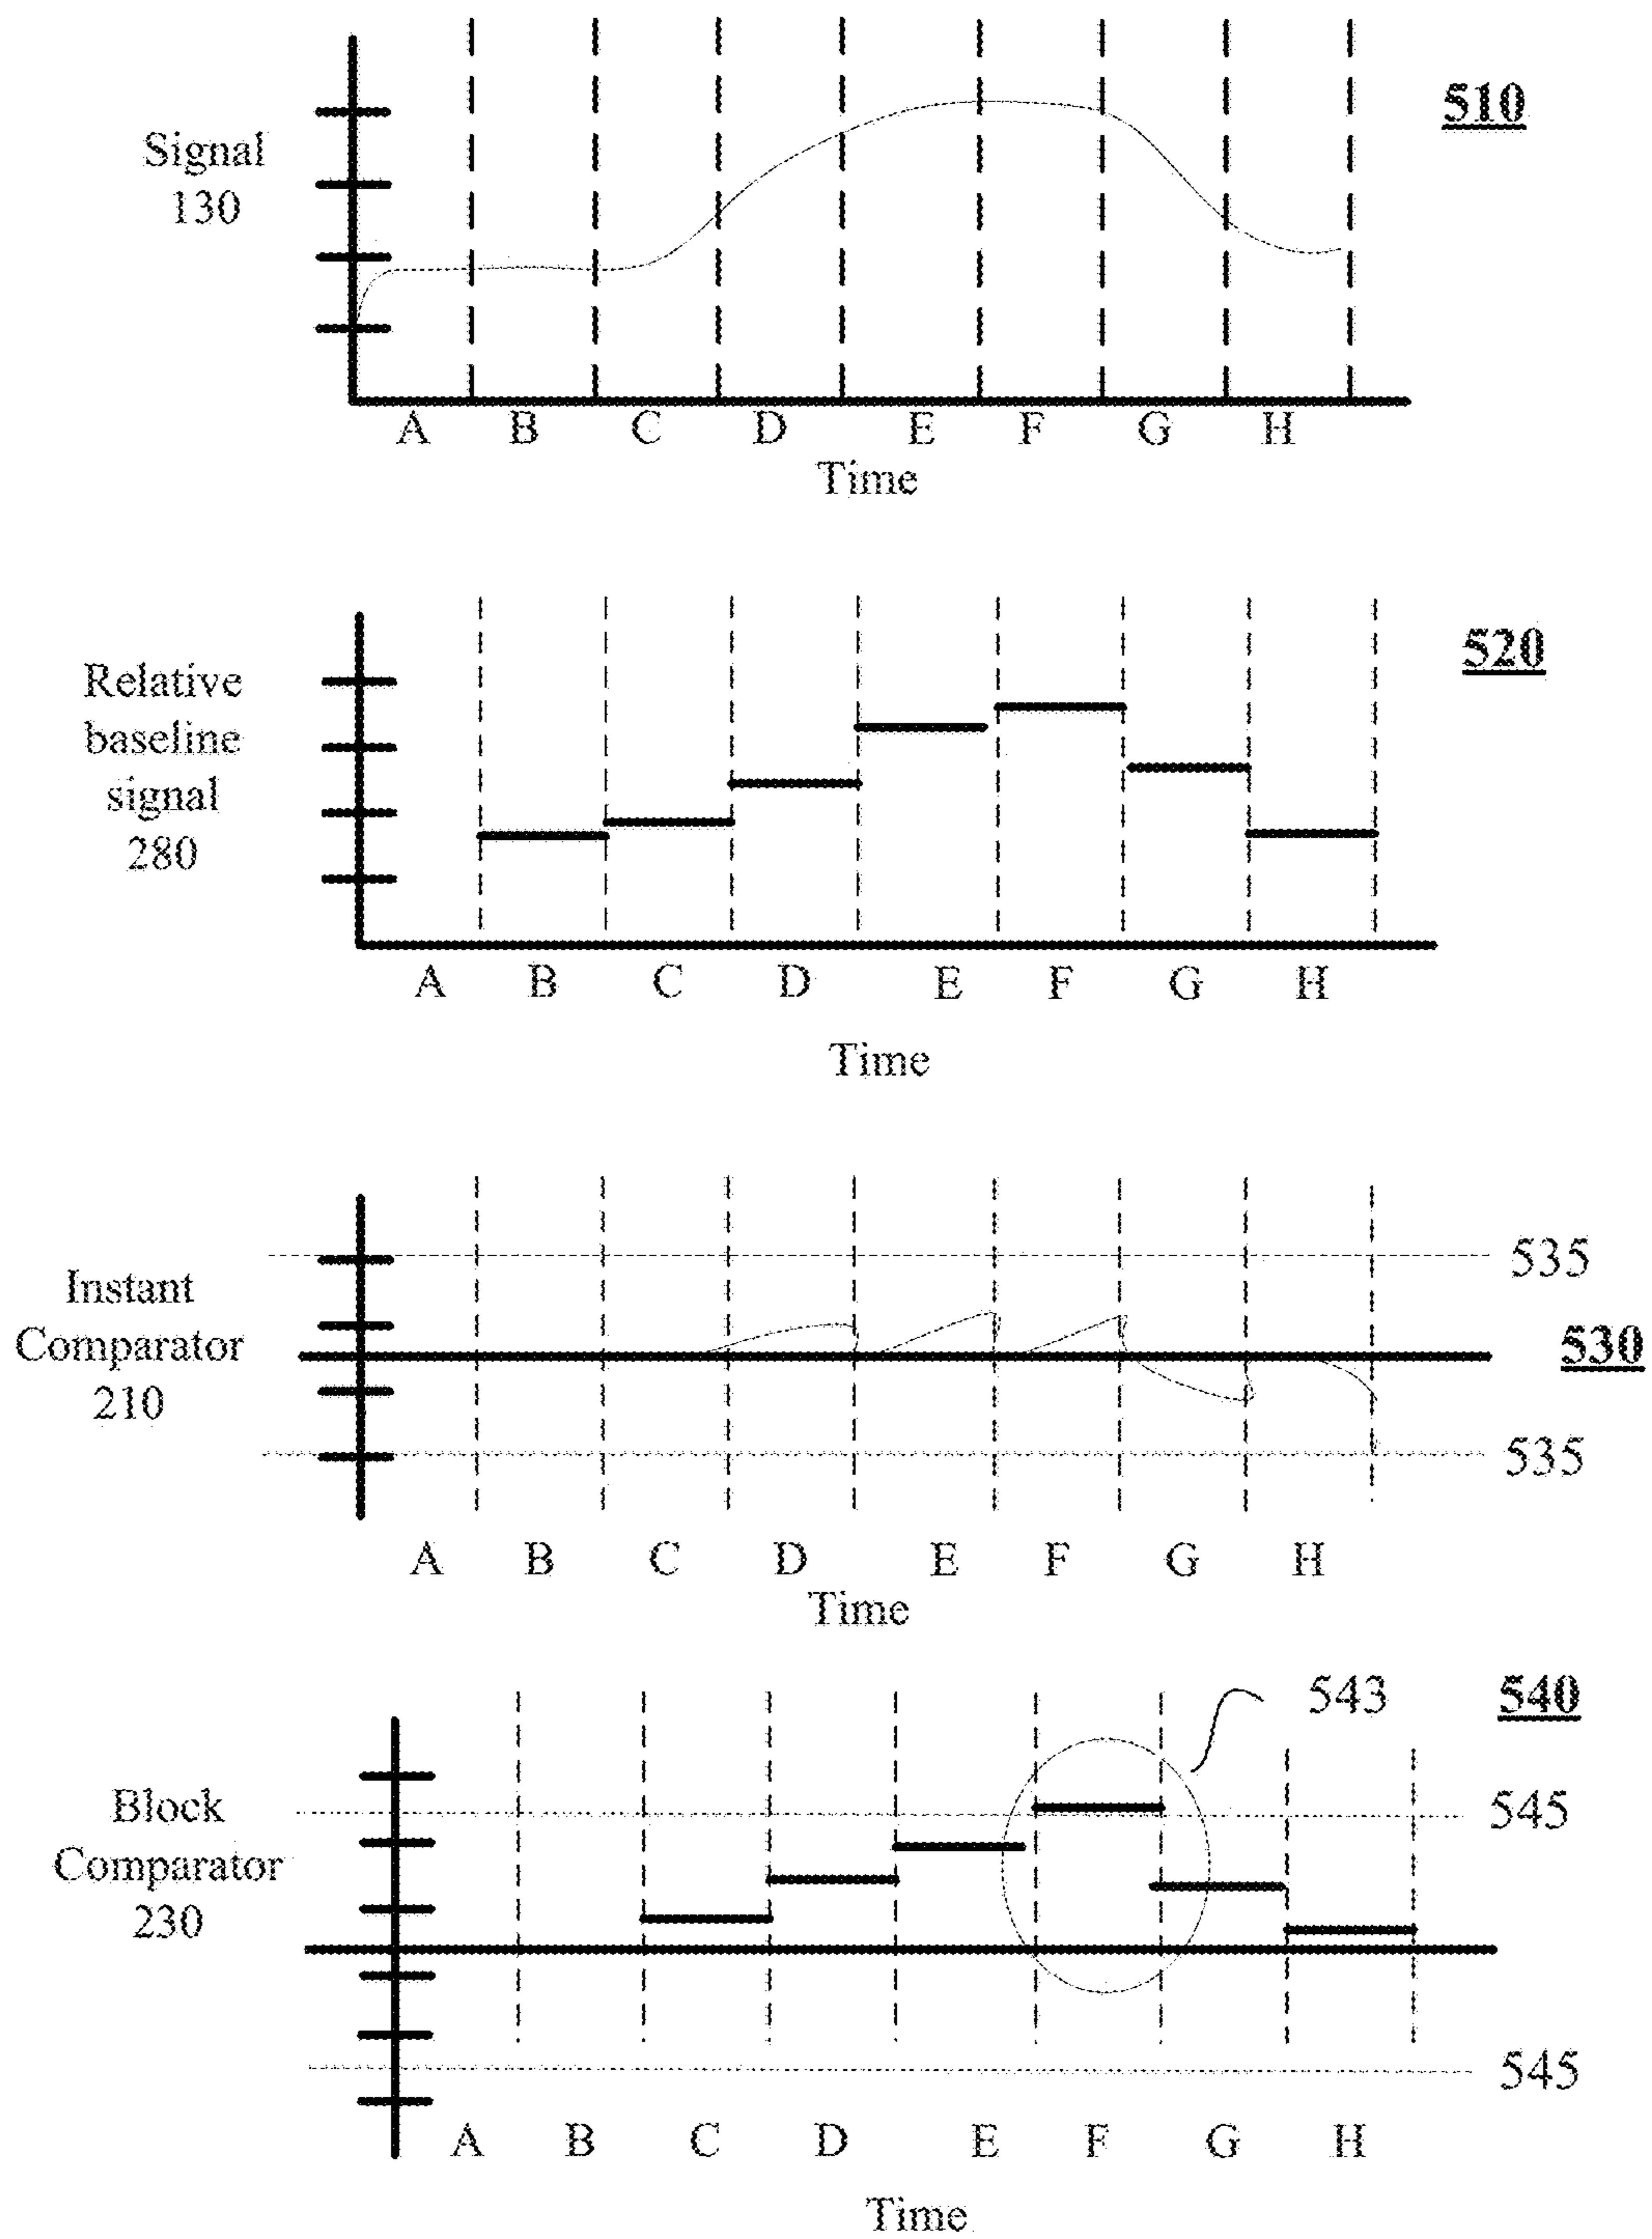 510
Signal
130
A B C D E F G H
Time
520
Relative
baseline
signal
280
A B C D E F G H
Time
535
Instant
Comparator
210
530
535
A B C D E F G H
Time
543 540
Block
Comparator
230
545
545
A B C D E F G H
Time